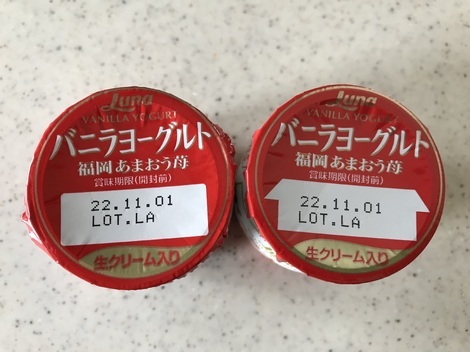 Luna
VANILLA YOGURT
バニラヨーグルト
福岡あまおう苺
賞味期限(開封前)
22.11.01
LOT.LA
生クリーム入り
Luna
VANILLA YOGURT
バニラヨーグルト
福岡あまおう苺
賞味期限(開封前)
22.11.01
LOT.LA
生クリーム入り